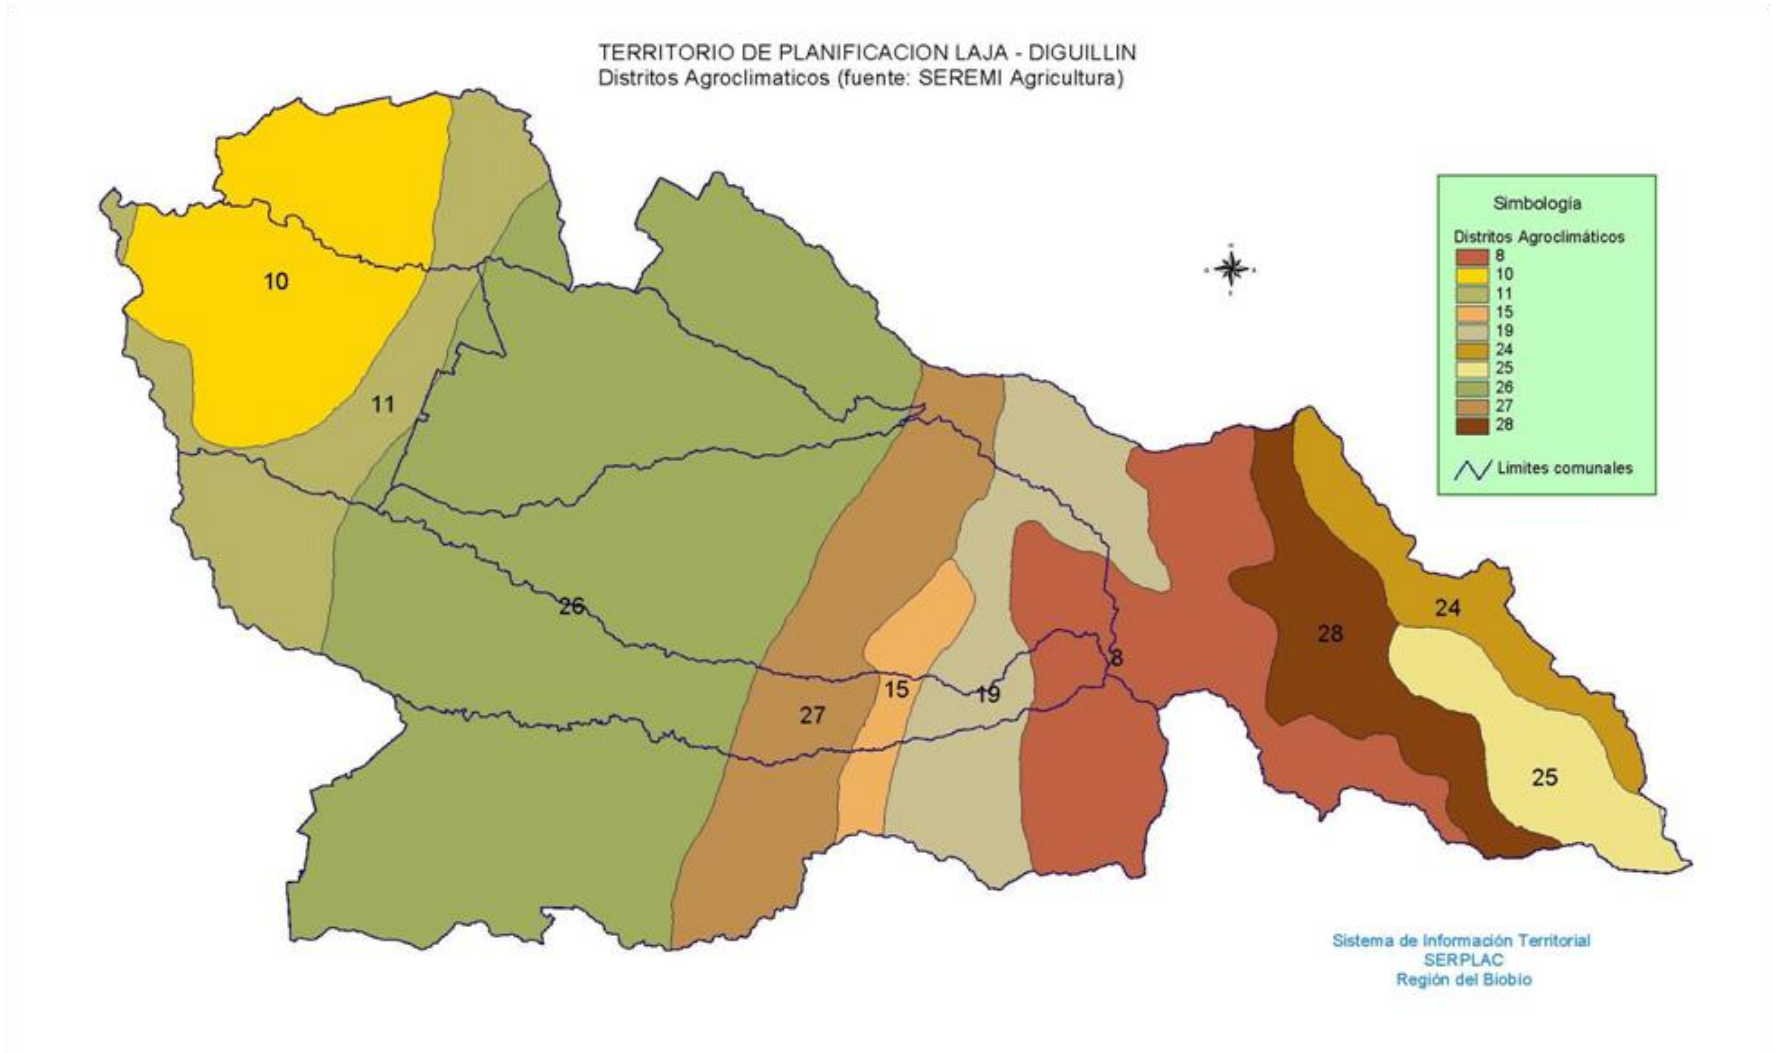 TERRITORIO DE PLANIFICACION LAJA - DIGUILLIN
Distritos Agroclimaticos (fuente: SEREMI Agricultura)
Simbología
Distritos Agroclimáticos
8
10
11
15
19
24
25
26
27
28
Limites comunales
10
11
26
27
15
19
8
28
24
25
Sistema de Información Territorial
SERPLAC
Región del Biobio